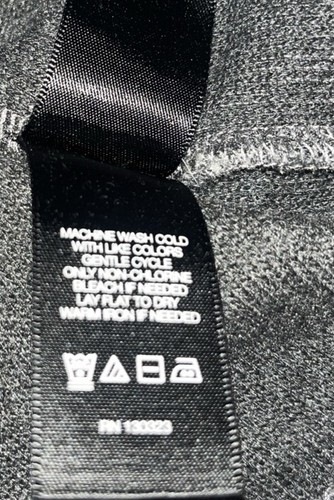 MACHINE WASH COLD
WITH LIKE COLORS
GENTLE CYCLE
ONLY NON-CHLORINE
BLEACH IF NEEDED
LAY FLAT TO DRY
WARM IRON IF NEEDED
RN 130323